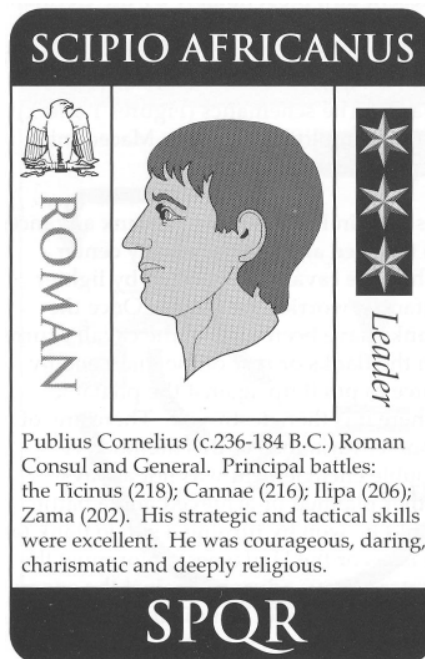 SCIPIO AFRICANUS
ROMAN
Leader
Publius Cornelius (c.236-184 B.C.) Roman
Consul and General. Principal battles:
the Ticinus (218); Cannae (216); Ilipa (206);
Zama (202). His strategic and tactical skills
were excellent. He was courageous, daring,
charismatic and deeply religious.
SPQR